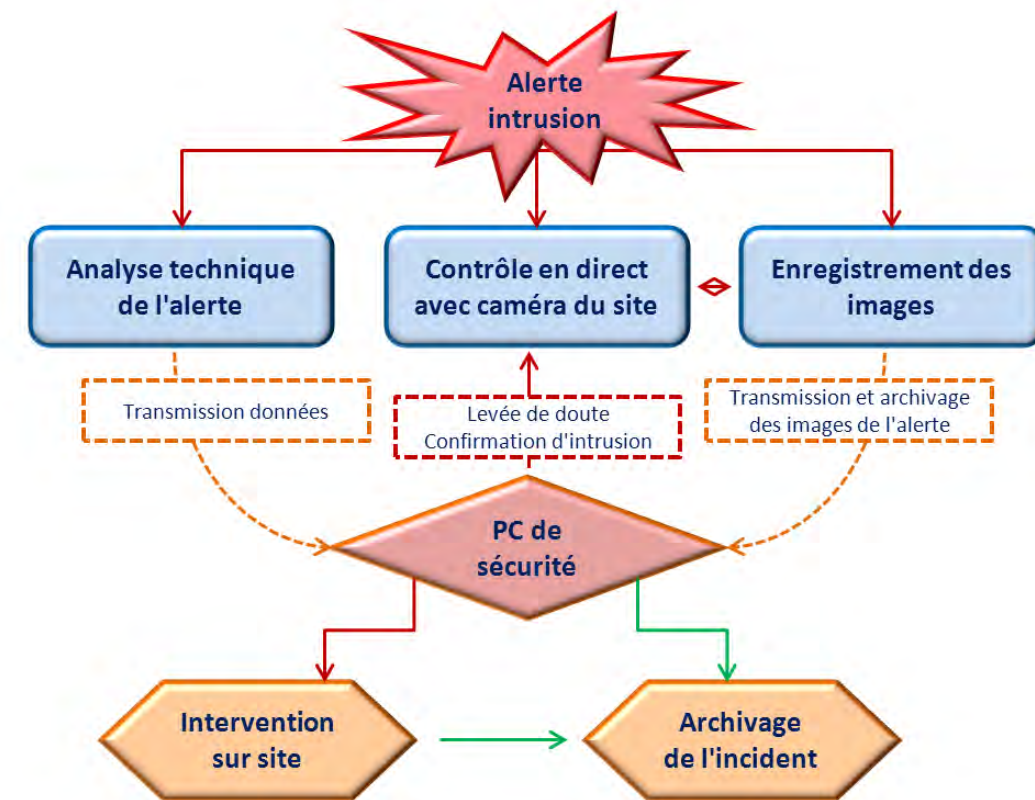 Alerte
intrusion
Analyse technique
de l'alerte
Contrôle en direct
avec caméra du site
Enregistrement des
images
Transmission données
Levée de doute
Confirmation d'intrusion
Transmission et archivage
des images de l'alerte
PC de
sécurité
Intervention
sur site
Archivage
de l'incident